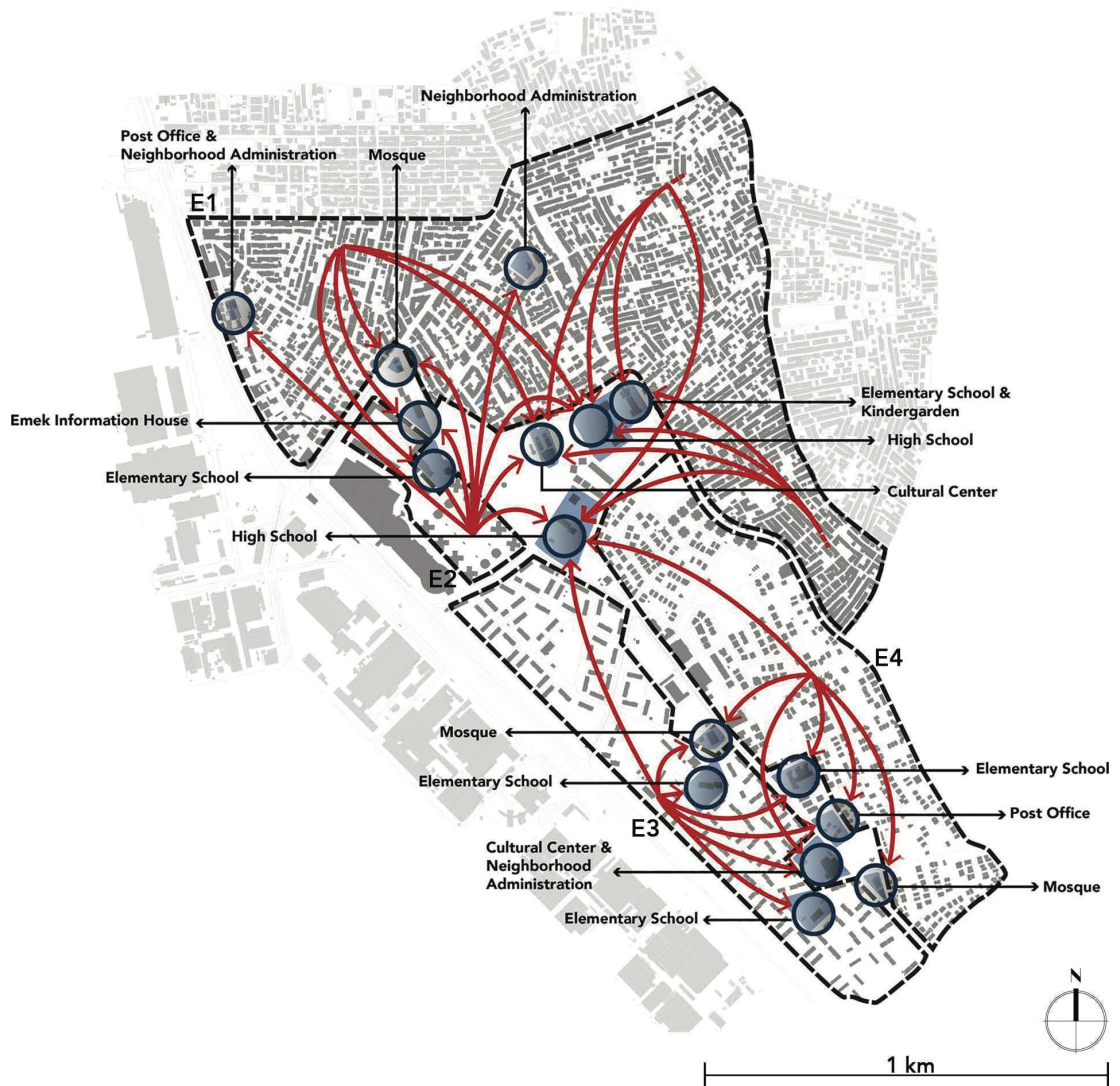 Neighborhood Administration
Post Office &
Neighborhood Administration
Mosque
E1
Emek Information House
Elementary School
High School
E2
Elementary School &
Kindergarden
High School
Cultural Center
E4
Mosque
Elementary School
E3
Cultural Center &
Neighborhood
Administration
Elementary School
Elementary School
Post Office
Mosque
N
1 km